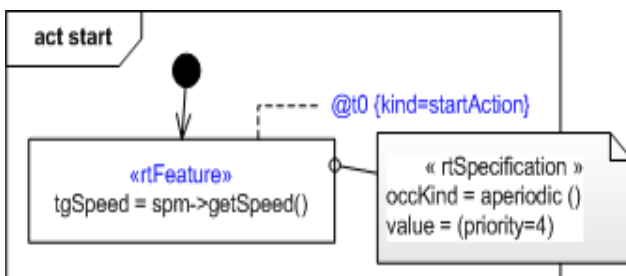 act start
@t0 {kind=startAction}
«rtFeature»
tgSpeed = spm->getSpeed()
« rtSpecification »
occKind = aperiodic ()
value = (priority=4)